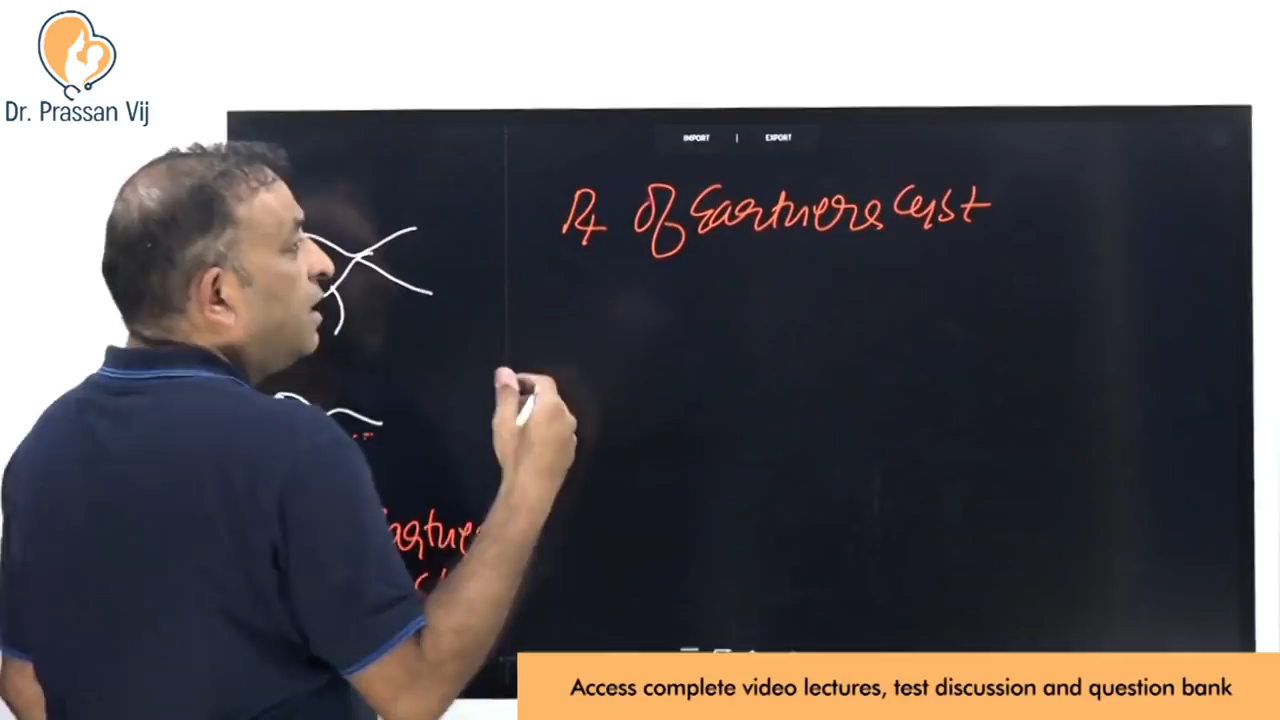 Dr. Prassan Vij
IMPORT | EXPORT
Rx Of Gartners Cyst
Access complete video lectures, test discussion and question bank